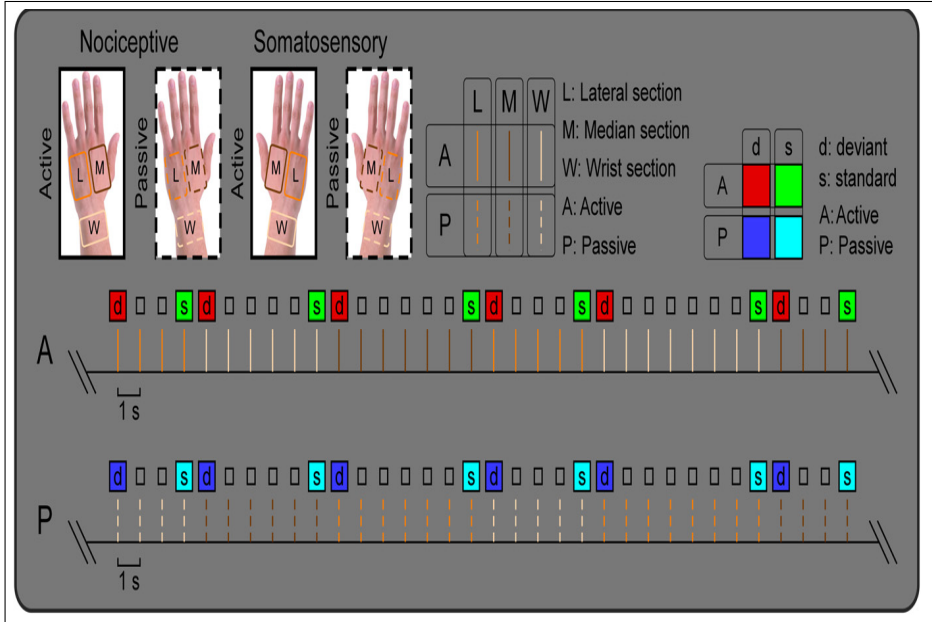 Nociceptive Somatosensory
Active Passive Active Passive
L M L M M L M L
W W W W
L M W
A
P
L: Lateral section
M: Median section
W: Wrist section
A: Active
P: Passive
d s
A
P
d: deviant
s: standard
A: Active
P: Passive
d s d s d s d s d s d s
A
1 s
d s d s d s d s d s d s
P
1 s